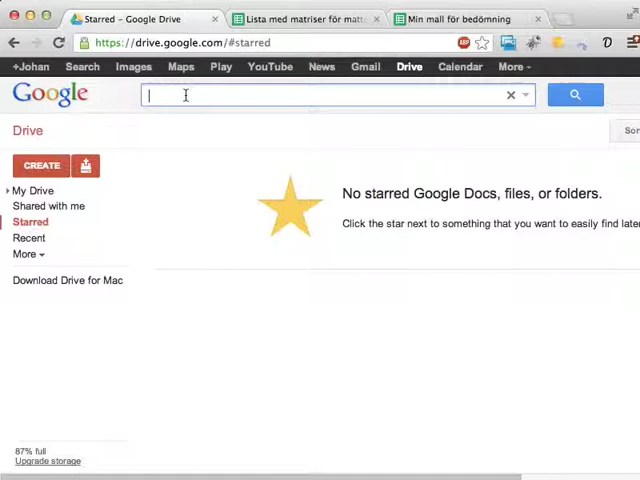 Starred – Google Drive
Lista med matriser för matt
Min mall för bedömning
https://drive.google.com/#starred
ABP
D
+Johan Search Images Maps Play YouTube News Gmail Drive Calendar More
Google
Drive
Sor
CREATE
My Drive
Shared with me
Starred
Recent
More
Download Drive for Mac
No starred Google Docs, files, or folders.
Click the star next to something that you want to easily find later
87% full
Upgrade storage